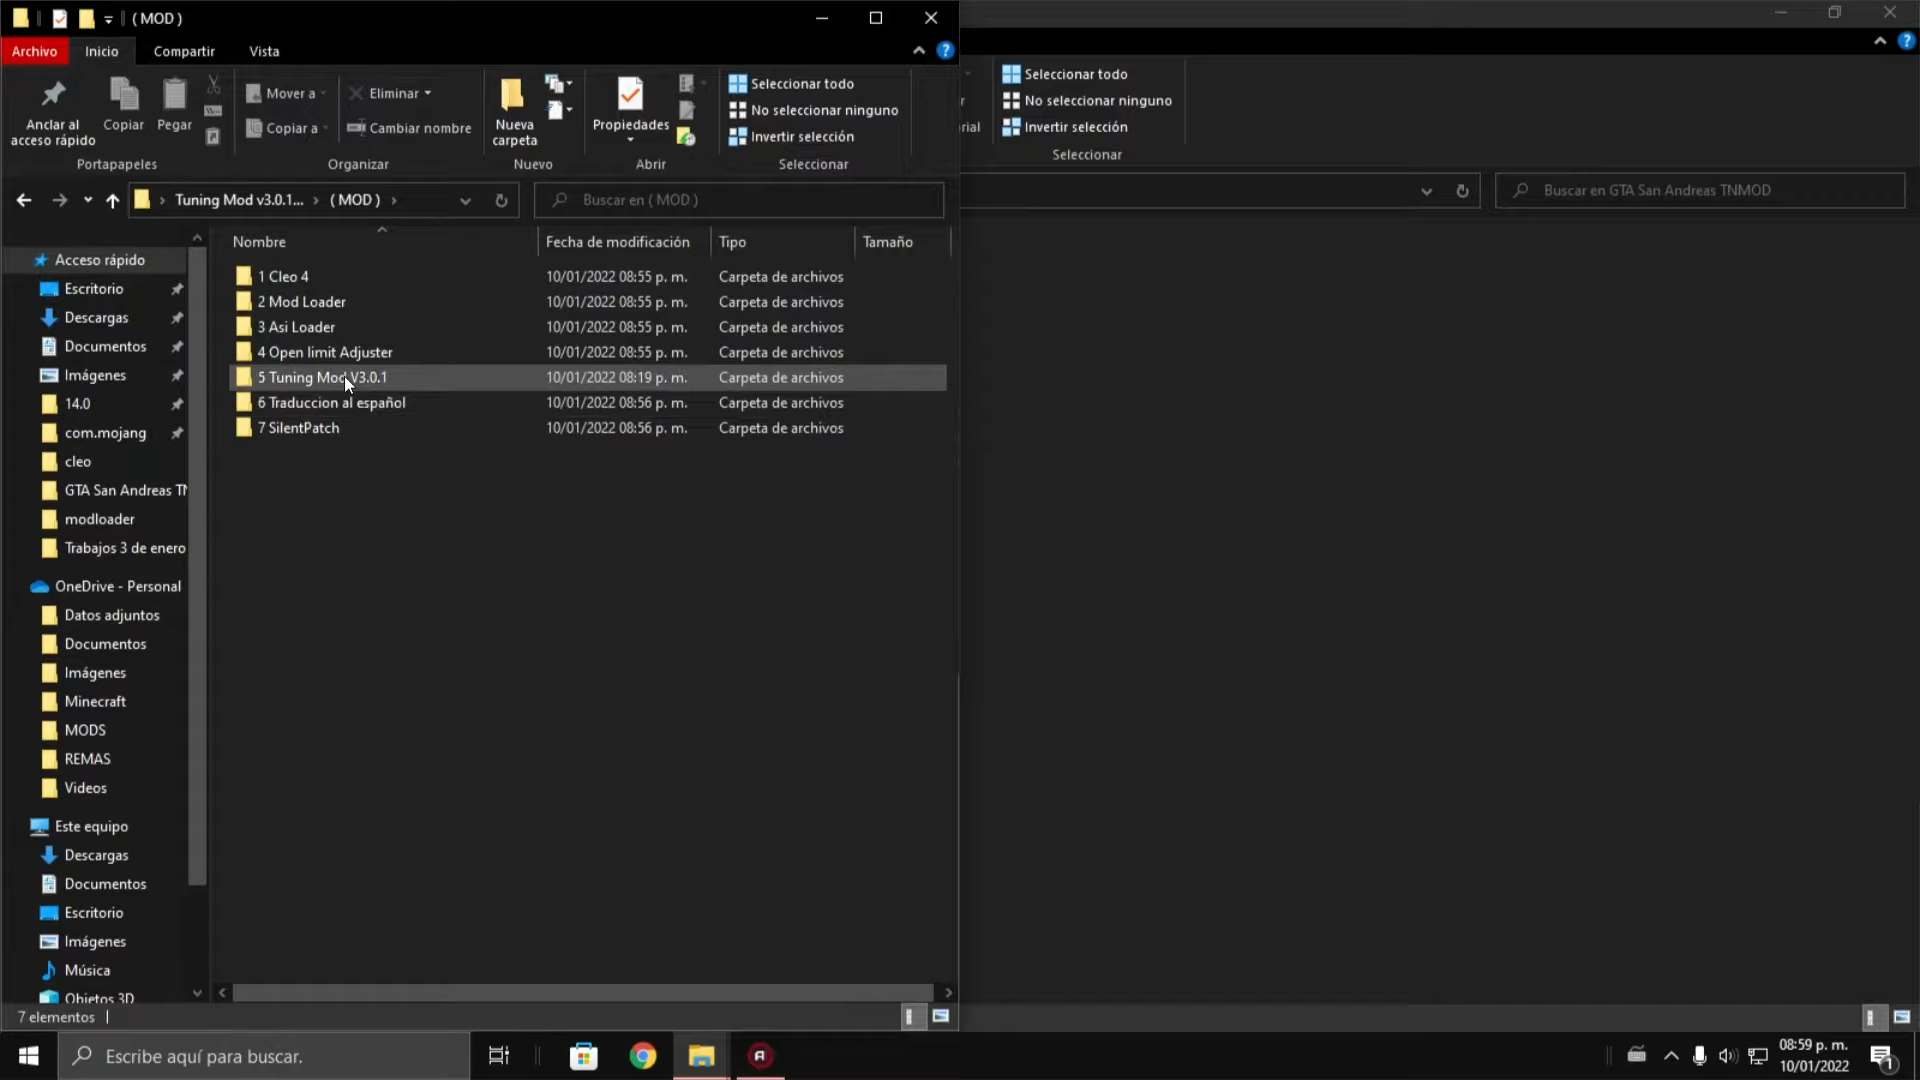 ( MOD )
Archivo
Inicio
Compartir
Vista
Anclar al
acceso rápido
Copiar
Pegar
Portapapeles
Mover a
Copiar a
Eliminar
Cambiar nombre
Organizar
Nueva
carpeta
Nuevo
Propiedades
Abrir
Seleccionar todo
No seleccionar ninguno
Invertir selección
Seleccionar
rial
Seleccionar todo
No seleccionar ninguno
Invertir selección
Seleccionar
Tuning Mod v3.0.1... › ( MOD ) ›
Buscar en ( MOD )
Buscar en GTA San Andreas TNMOD
Nombre
Fecha de modificación
Tipo
Tamaño
1 Cleo 4 10/01/2022 08:55 p. m. Carpeta de archivos
2 Mod Loader 10/01/2022 08:55 p. m. Carpeta de archivos
3 Asi Loader 10/01/2022 08:55 p. m. Carpeta de archivos
4 Open limit Adjuster 10/01/2022 08:55 p. m. Carpeta de archivos
5 Tuning Mod V3.0.1 10/01/2022 08:19 p. m. Carpeta de archivos
6 Traduccion al español 10/01/2022 08:56 p. m. Carpeta de archivos
7 SilentPatch 10/01/2022 08:56 p. m. Carpeta de archivos
Acceso rápido
Escritorio
Descargas
Documentos
Imágenes
14.0
com.mojang
cleo
GTA San Andreas TN
modloader
Trabajos 3 de enero
OneDrive - Personal
Datos adjuntos
Documentos
Imágenes
Minecraft
MODS
REMAS
Videos
Este equipo
Descargas
Documentos
Escritorio
Imágenes
Música
Objetos 3D
7 elementos
Escribe aquí para buscar.
08:59 p. m.
10/01/2022
1